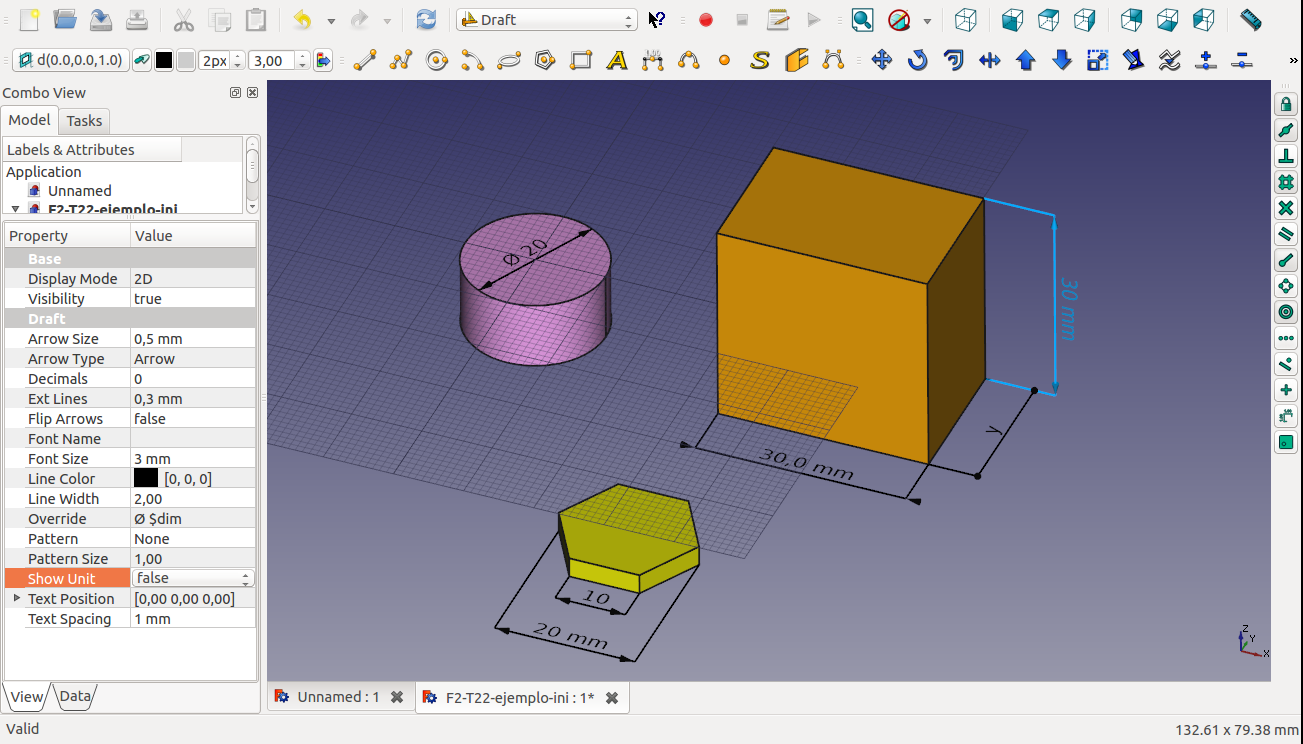 Draft
d(0.0,0.0,1.0)
2px
3,00
»
Combo View
Model
Tasks
Labels & Attributes
Application
Unnamed
F2-T22-ejemplo-ini
Property Value
Base
Display Mode 2D
Visibility true
Draft
Arrow Size 0,5 mm
Arrow Type Arrow
Decimals 0
Ext Lines 0,3 mm
Flip Arrows false
Font Name
Font Size 3 mm
Line Color [0, 0, 0]
Line Width 2,00
Override Ø $dim
Pattern None
Pattern Size 1,00
Show Unit false
Text Position [0,00 0,00 0,00]
Text Spacing 1 mm
View
Data
Valid
Ø 20
30 mm
y
30,0 mm
10
20 mm
Z
Y
X
Unnamed : 1
F2-T22-ejemplo-ini : 1*
132.61 x 79.38 mm